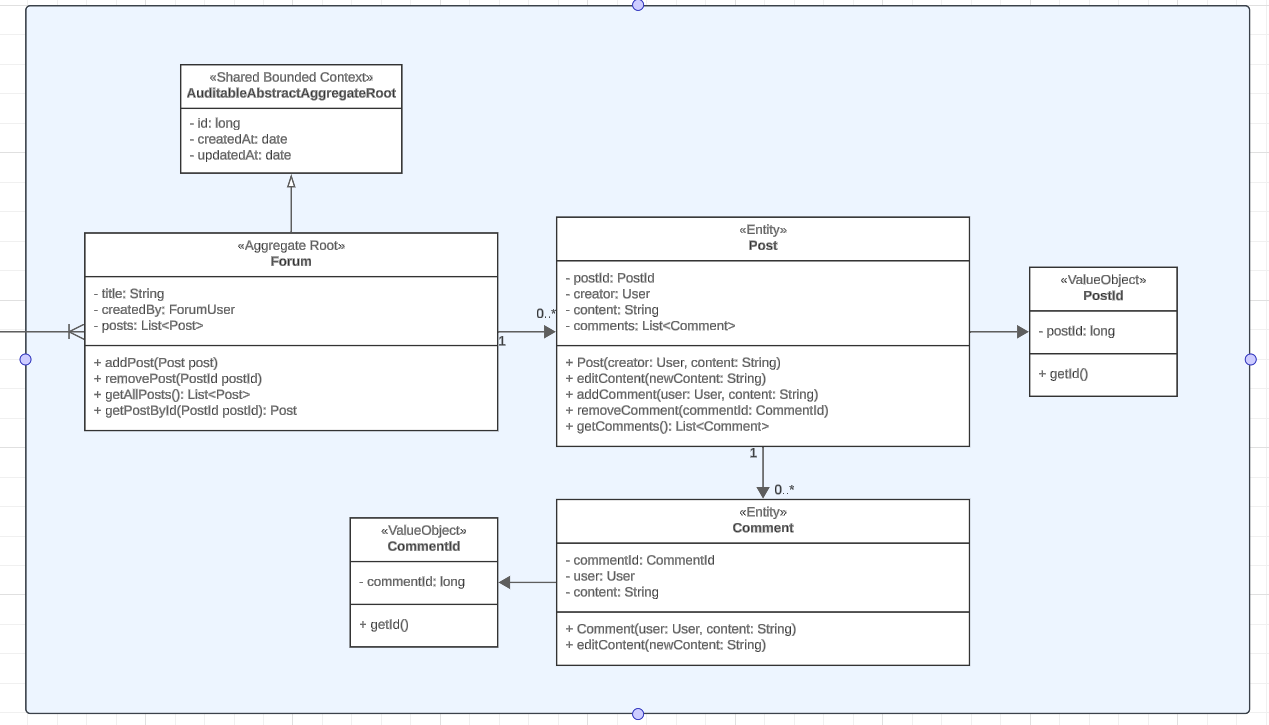 «Shared Bounded Context»
AuditableAbstractAggregateRoot
- id: long
- createdAt: date
- updatedAt: date
«Aggregate Root»
Forum
- title: String
- createdBy: ForumUser
- posts: List<Post>
+ addPost(Post post)
+ removePost(PostId postId)
+ getAllPosts(): List<Post>
+ getPostById(PostId postId): Post
1
0..*
«Entity»
Post
- postId: PostId
- creator: User
- content: String
- comments: List<Comment>
+ Post(creator: User, content: String)
+ editContent(newContent: String)
+ addComment(user: User, content: String)
+ removeComment(commentId: CommentId)
+ getComments(): List<Comment>
«ValueObject»
PostId
- postId: long
+ getId()
1
0..*
«ValueObject»
CommentId
- commentId: long
+ getId()
«Entity»
Comment
- commentId: CommentId
- user: User
- content: String
+ Comment(user: User, content: String)
+ editContent(newContent: String)